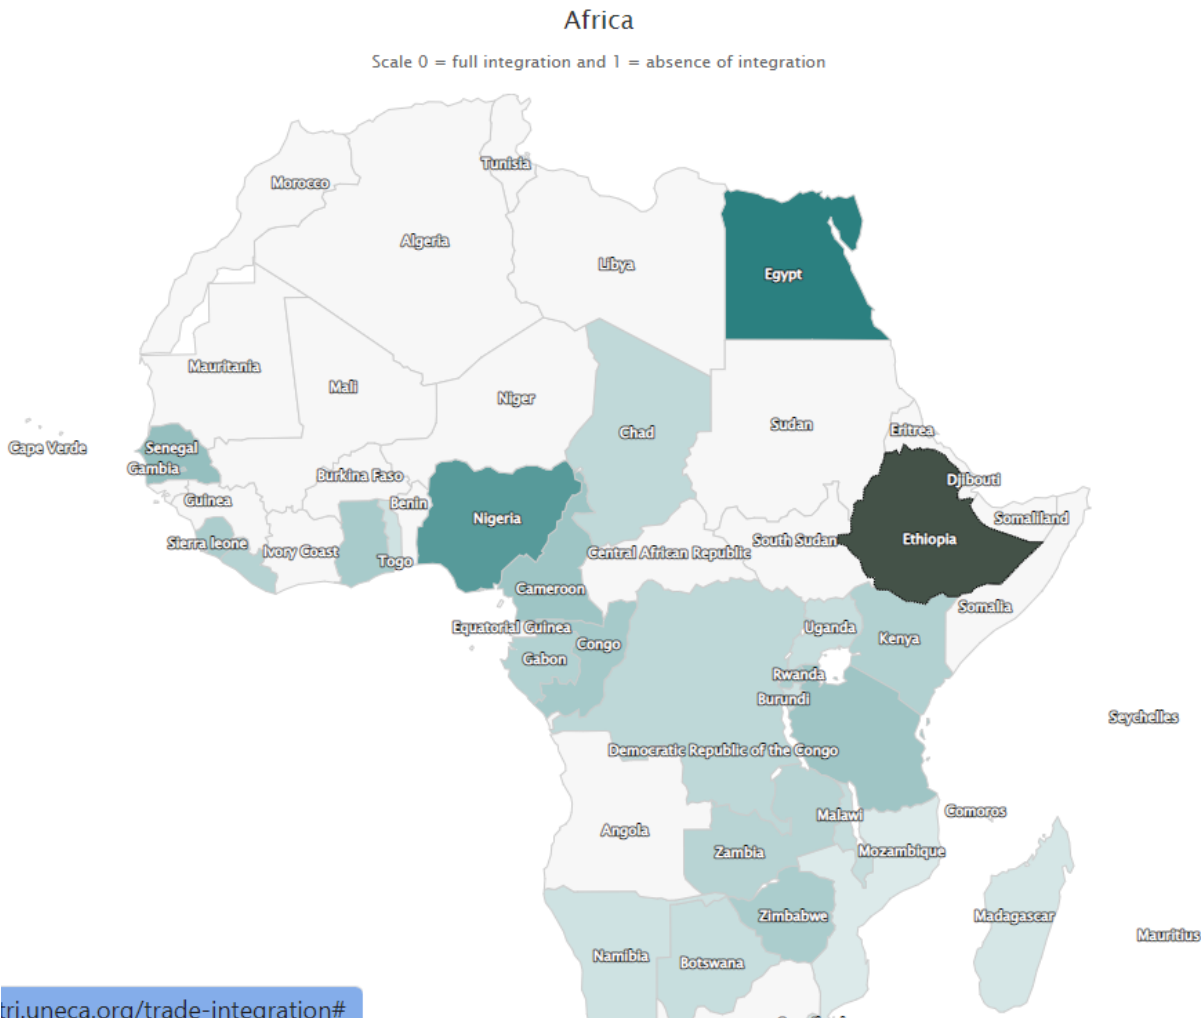 Africa
Scale 0 = full integration and 1 = absence of integration
Tunisia
Morocco
Algeria
Libya
Egypt
Mauritania
Mali
Niger
Chad
Sudan
Eritrea
Cape Verde
Senegal
Gambia
Burkina Faso
Djibouti
Guinea
Benin
Nigeria
Somaliland
Sierra leone
Ivory Coast
Togo
Central African Republic
South Sudan
Ethiopia
Cameroon
Somalia
Equatorial Guinea
Uganda
Congo
Kenya
Gabon
Rwanda
Burundi
Seychelles
Democratic Republic of the Congo
Angola
Malawi
Comoros
Zambia
Mozambique
Zimbabwe
Madagascar
Mauritius
Namibia
Botswana
tri.uneca.org/trade-integration#